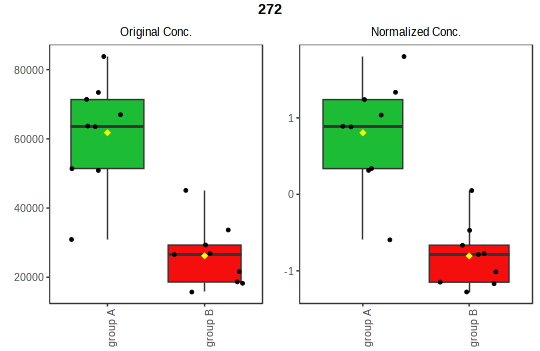 272
Original Conc.
Normalized Conc.
80000
60000
40000
20000
1
0
-1
group A
group B
group A
group B